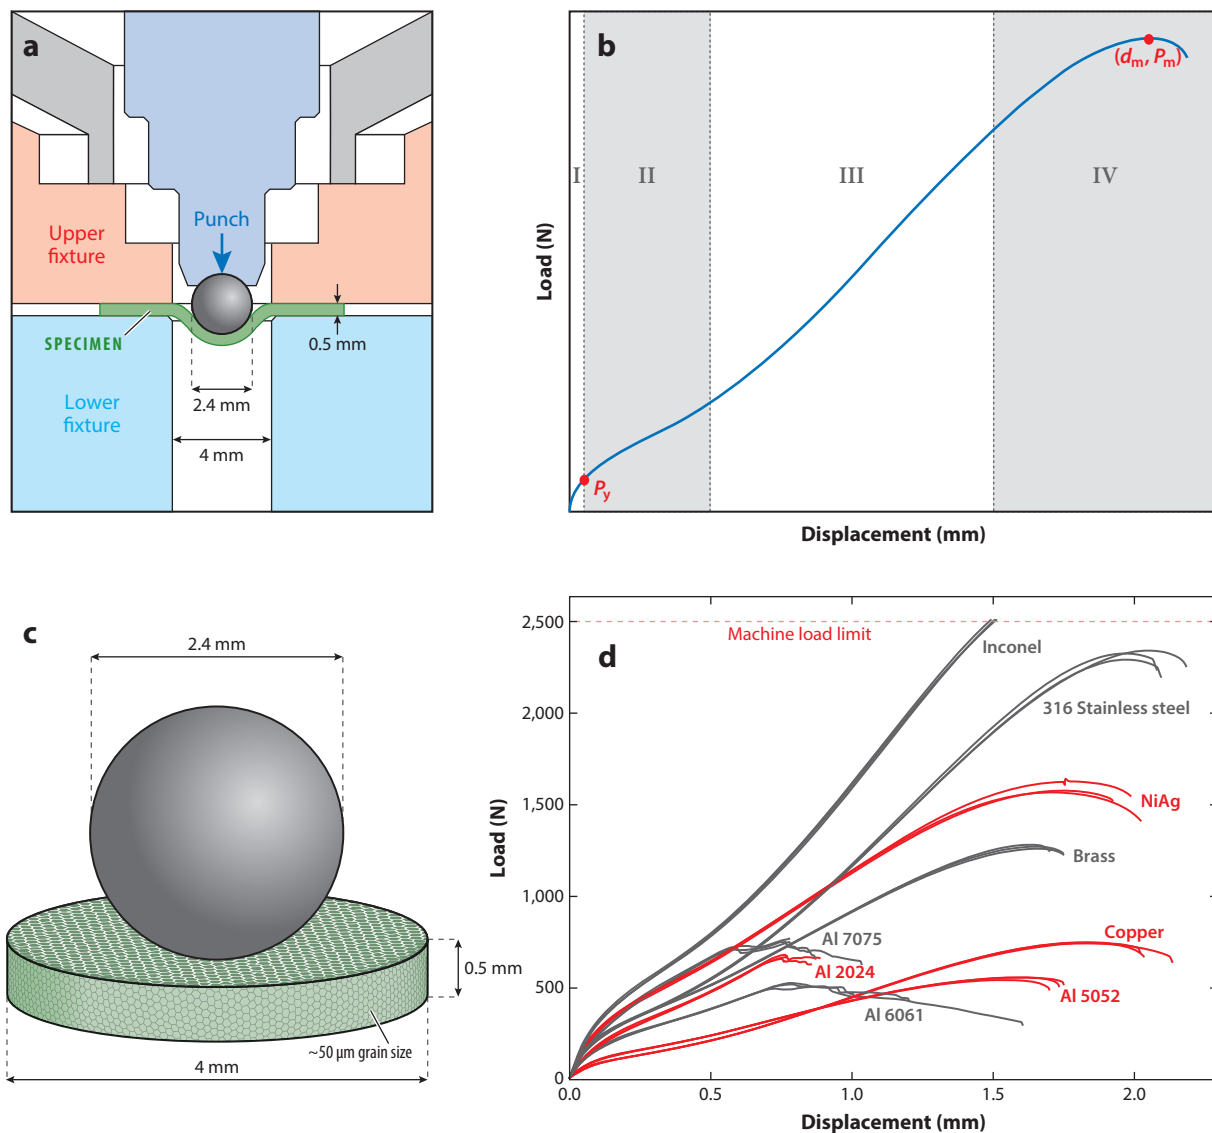 a
Punch
Upper
fixture
SPECIMEN
0.5 mm
2.4 mm
Lower
fixture
4 mm
b
(dm, Pm)
I
II
III
IV
Py
Load (N)
Displacement (mm)
c
2.4 mm
0.5 mm
~50 µm grain size
4 mm
d
2,500
2,000
1,500
1,000
500
0
Machine load limit
Inconel
316 Stainless steel
NiAg
Brass
Al 7075
Copper
Al 2024
Al 5052
Al 6061
0.0
0.5
1.0
1.5
2.0
Load (N)
Displacement (mm)